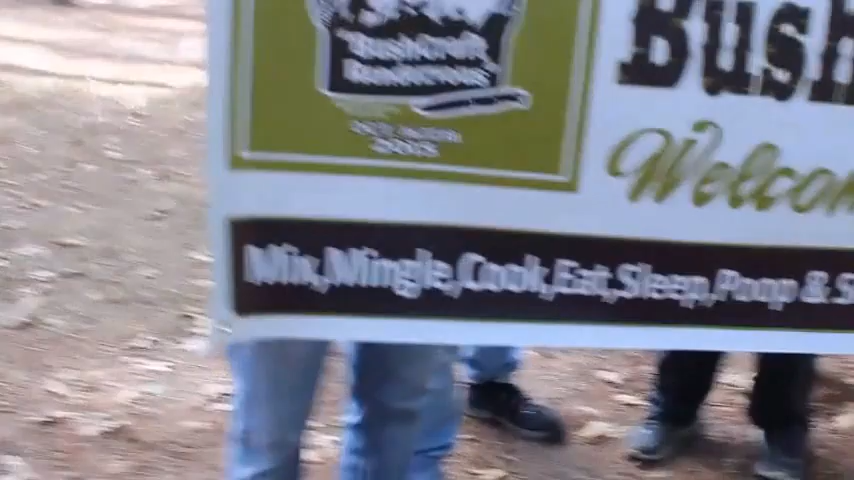 "BushCraft
Rendezvous"
Bush
Welcom
Mix,Mingle,Cook,Eat,Sleep,Poop & S